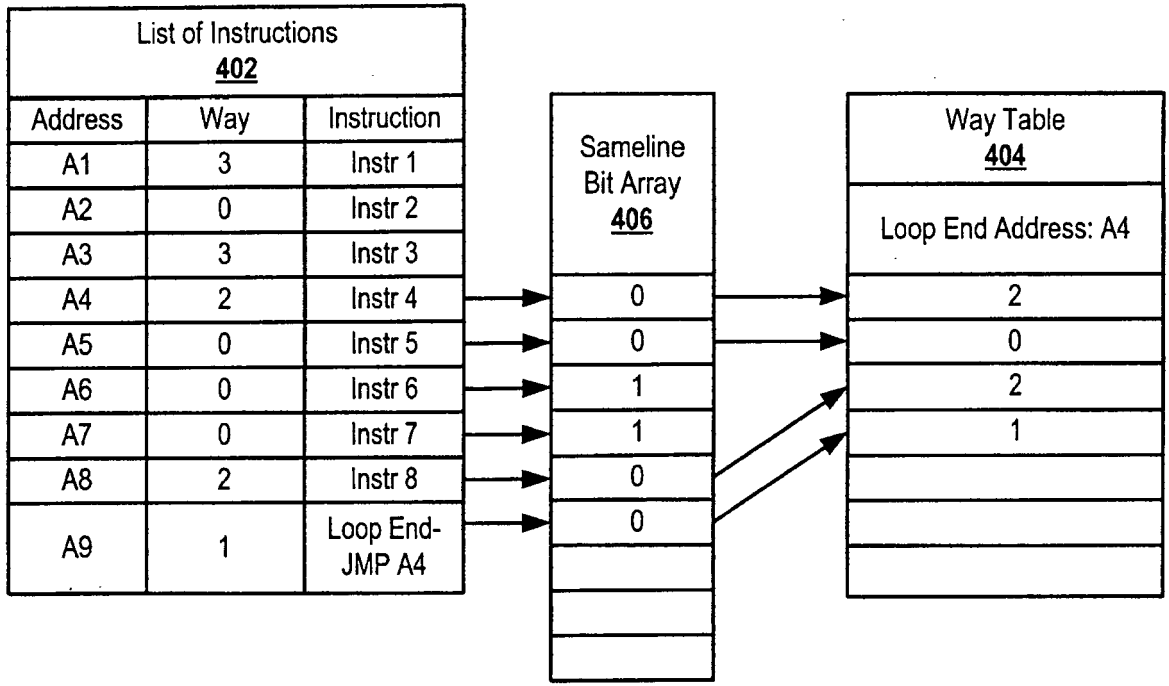 List of Instructions
402
Address Way Instruction
A1 3 Instr 1
A2 0 Instr 2
A3 3 Instr 3
A4 2 Instr 4
A5 0 Instr 5
A6 0 Instr 6
A7 0 Instr 7
A8 2 Instr 8
A9 1 Loop End-
JMP A4
Sameline
Bit Array
406
0
0
1
1
0
0
Way Table
404
Loop End Address: A4
2
0
2
1